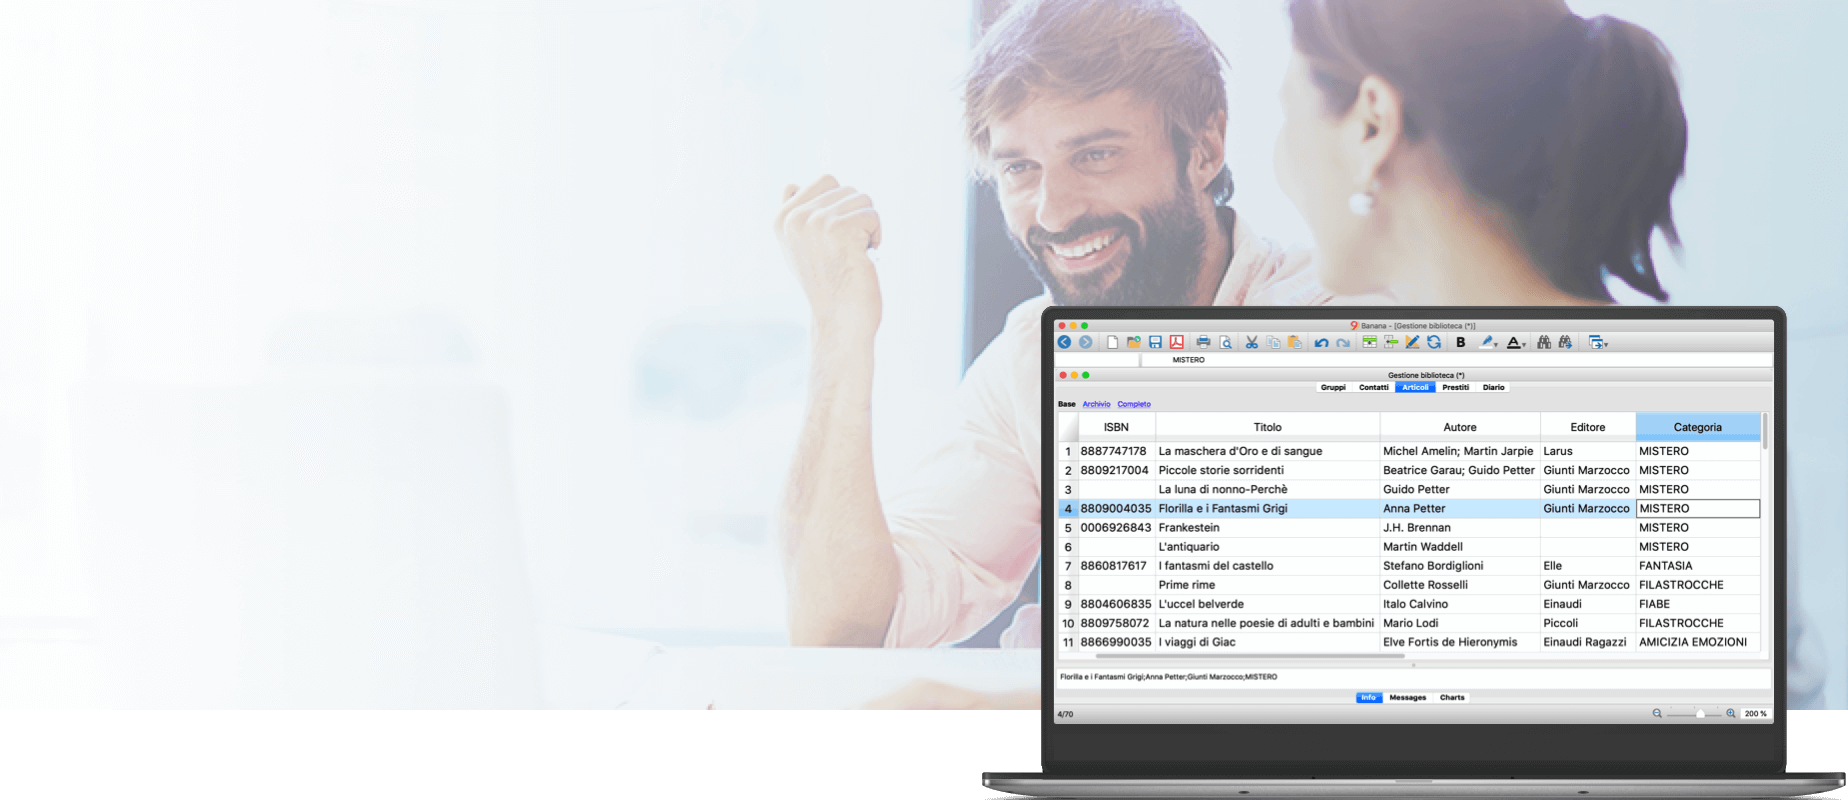 Banana - [Gestione biblioteca (*)]
B A
MISTERO
Gestione biblioteca (*)
Gruppi Contatti Articoli Prestiti Diario
Base Archivio Completo
ISBN Titolo Autore Editore Categoria
1 8887747178 La maschera d'Oro e di sangue Michel Amelin; Martin Jarpie Larus MISTERO
2 8809217004 Piccole storie sorridenti Beatrice Garau; Guido Petter Giunti Marzocco MISTERO
3 La luna di nonno-Perchè Guido Petter Giunti Marzocco MISTERO
4 8809004035 Florilla e i Fantasmi Grigi Anna Petter Giunti Marzocco MISTERO
5 0006926843 Frankestein J.H. Brennan MISTERO
6 L'antiquario Martin Waddell MISTERO
7 8860817617 I fantasmi del castello Stefano Bordiglioni Elle FANTASIA
8 Prime rime Collette Rosselli Giunti Marzocco FILASTROCCHE
9 8804606835 L'uccel belverde Italo Calvino Einaudi FIABE
10 8809758072 La natura nelle poesie di adulti e bambini Mario Lodi Piccoli FILASTROCCHE
11 8866990035 I viaggi di Giac Elve Fortis de Hieronymis Einaudi Ragazzi AMICIZIA EMOZIONI
Florilla e i Fantasmi Grigi;Anna Petter;Giunti Marzocco;MISTERO
Info Messages Charts
4/70 200 %